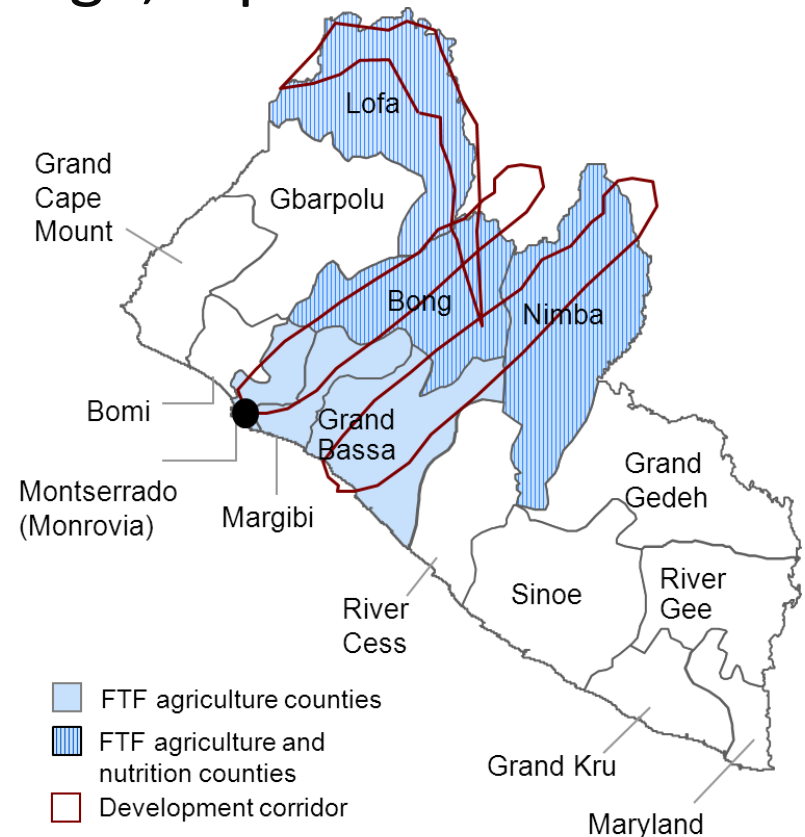 Lofa
Grand
Cape
Mount
Gbarpolu
Bong
Nimba
Bomi
Grand
Bassa
Montserrado
(Monrovia)
Margibi
Grand
Gedeh
River
Gee
Sinoe
River
Cess
FTF agriculture counties
FTF agriculture and
nutrition counties
Development corridor
Grand Kru
Maryland